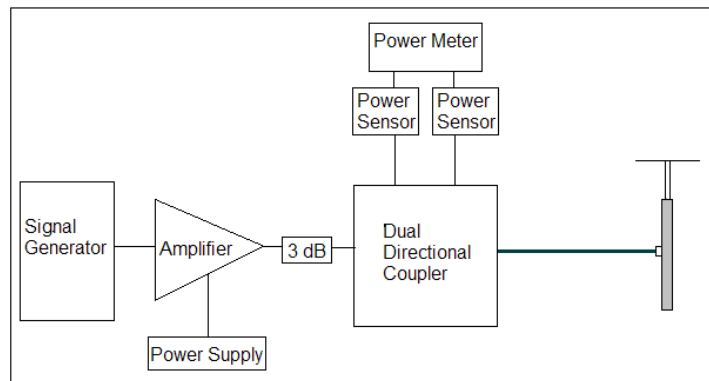 Power Meter
Power
Sensor
Power
Sensor
Signal
Generator
Amplifier
3 dB
Dual
Directional
Coupler
Power Supply